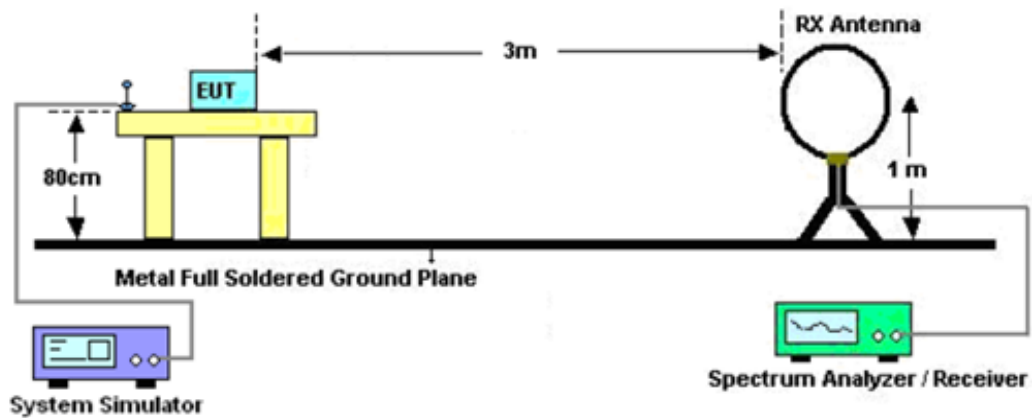 RX Antenna
3m
EUT
80cm
1 m
Metal Full Soldered Ground Plane
System Simulator
Spectrum Analyzer / Receiver